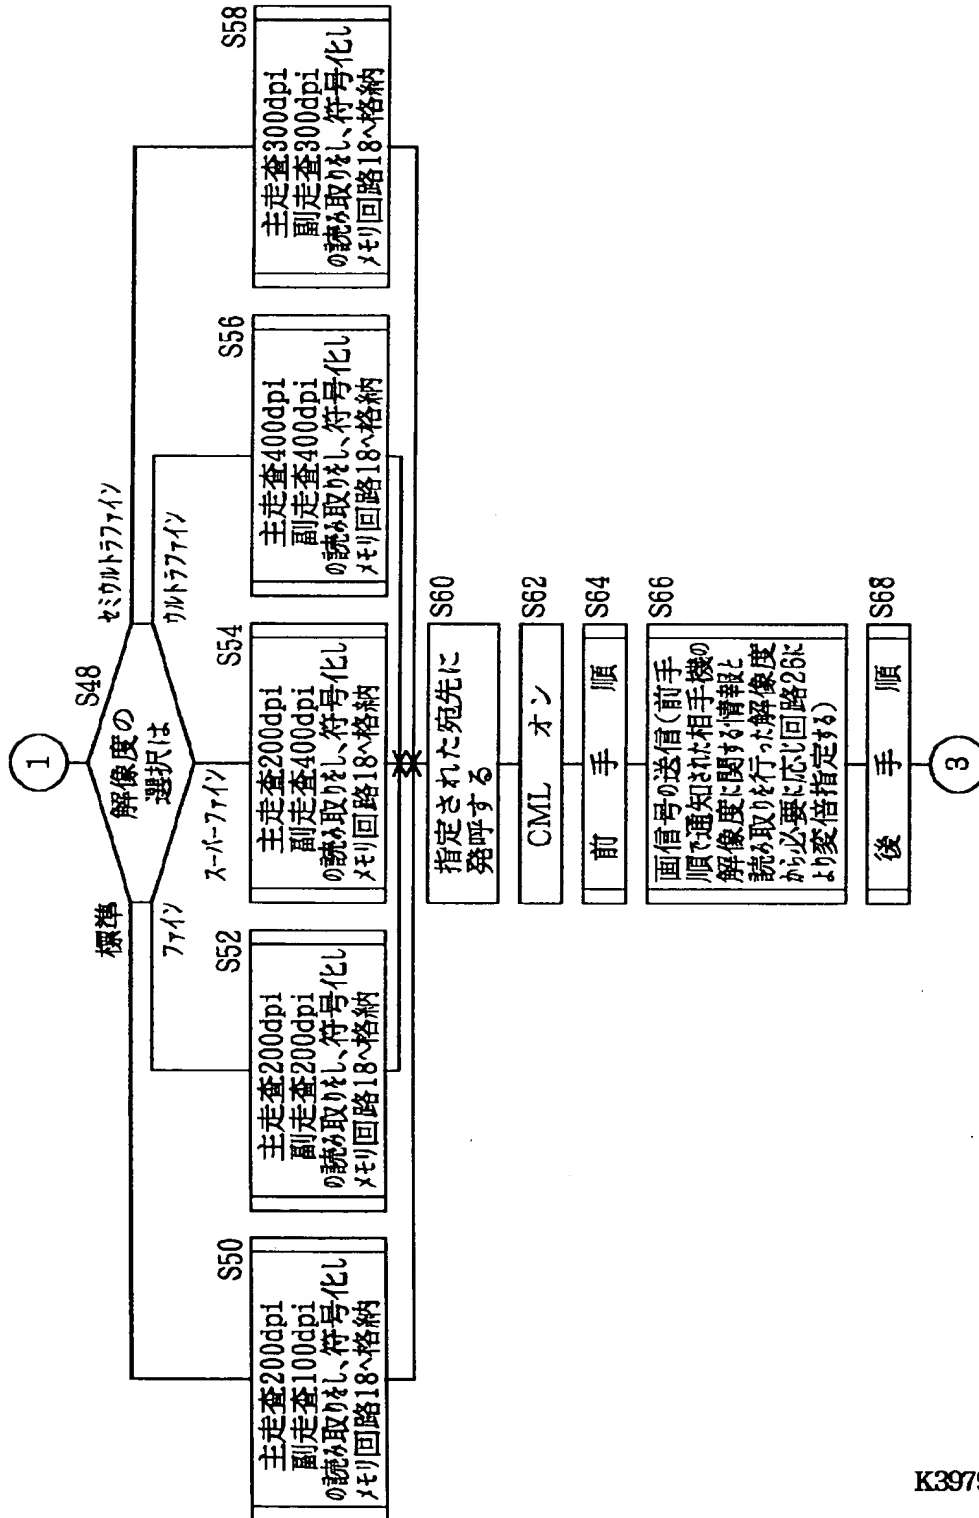 1
S48
解像度の
選択は
標準
ファイン
スーパーファイン
ウルトラファイン
セミウルトラファイン
S50
主走査200dpi
副走査100dpi
の読み取りをし、符号化し
メモリ回路18へ格納
S52
主走査200dpi
副走査200dpi
の読み取りをし、符号化し
メモリ回路18へ格納
S54
主走査200dpi
副走査400dpi
の読み取りをし、符号化し
メモリ回路18へ格納
S56
主走査400dpi
副走査400dpi
の読み取りをし、符号化し
メモリ回路18へ格納
S58
主走査300dpi
副走査300dpi
の読み取りをし、符号化し
メモリ回路18へ格納
S60
指定された宛先に
発呼する
S62
CML オン
S64
前 手 順
S66
画信号の送信(前手
順で通知された相手機の
解像度に関する情報と
読み取りを行った解像度
から必要に応じ回路26に
より変倍指定する)
S68
後 手 順
3
K3979